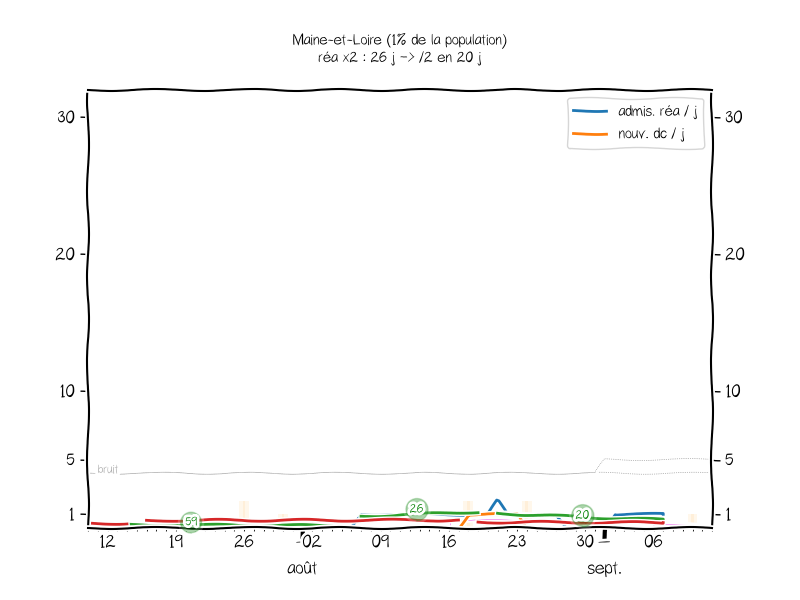 Maine-et-Loire (1% de la population)
réa x2 : 26 j -> /2 en 20 j
30 30
admis. réa / j
nouv. dc / j
20 20
10 10
5 5
bruit
1 1
59 26 20
12 19 26 02 09 16 23 30 06
août sept.